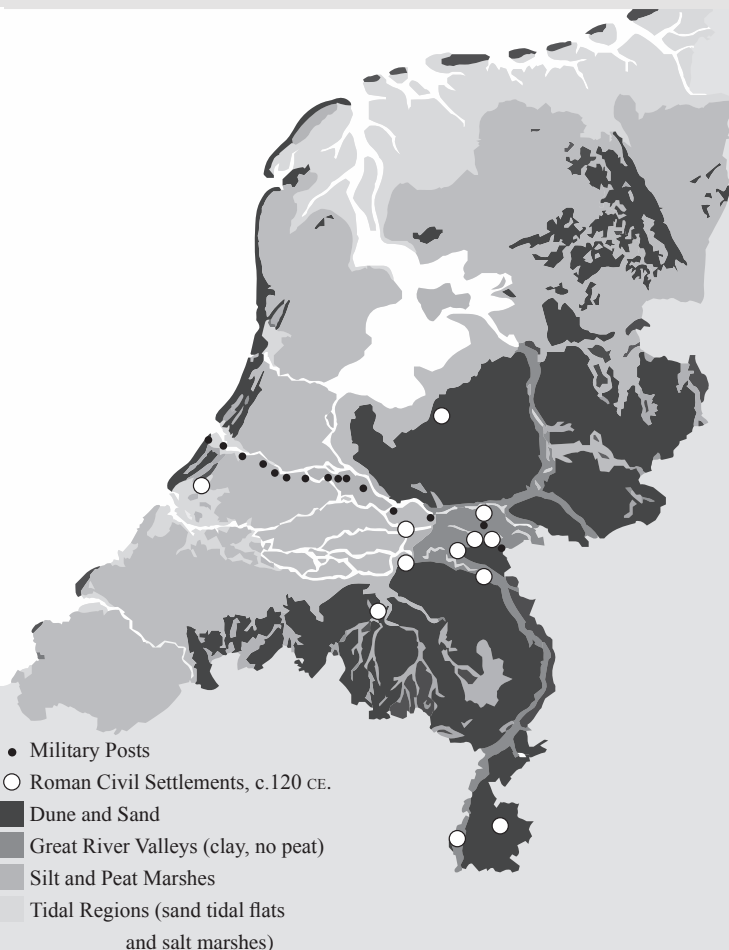 Military Posts
Roman Civil Settlements, c.120 CE.
Dune and Sand
Great River Valleys (clay, no peat)
Silt and Peat Marshes
Tidal Regions (sand tidal flats
and salt marshes)